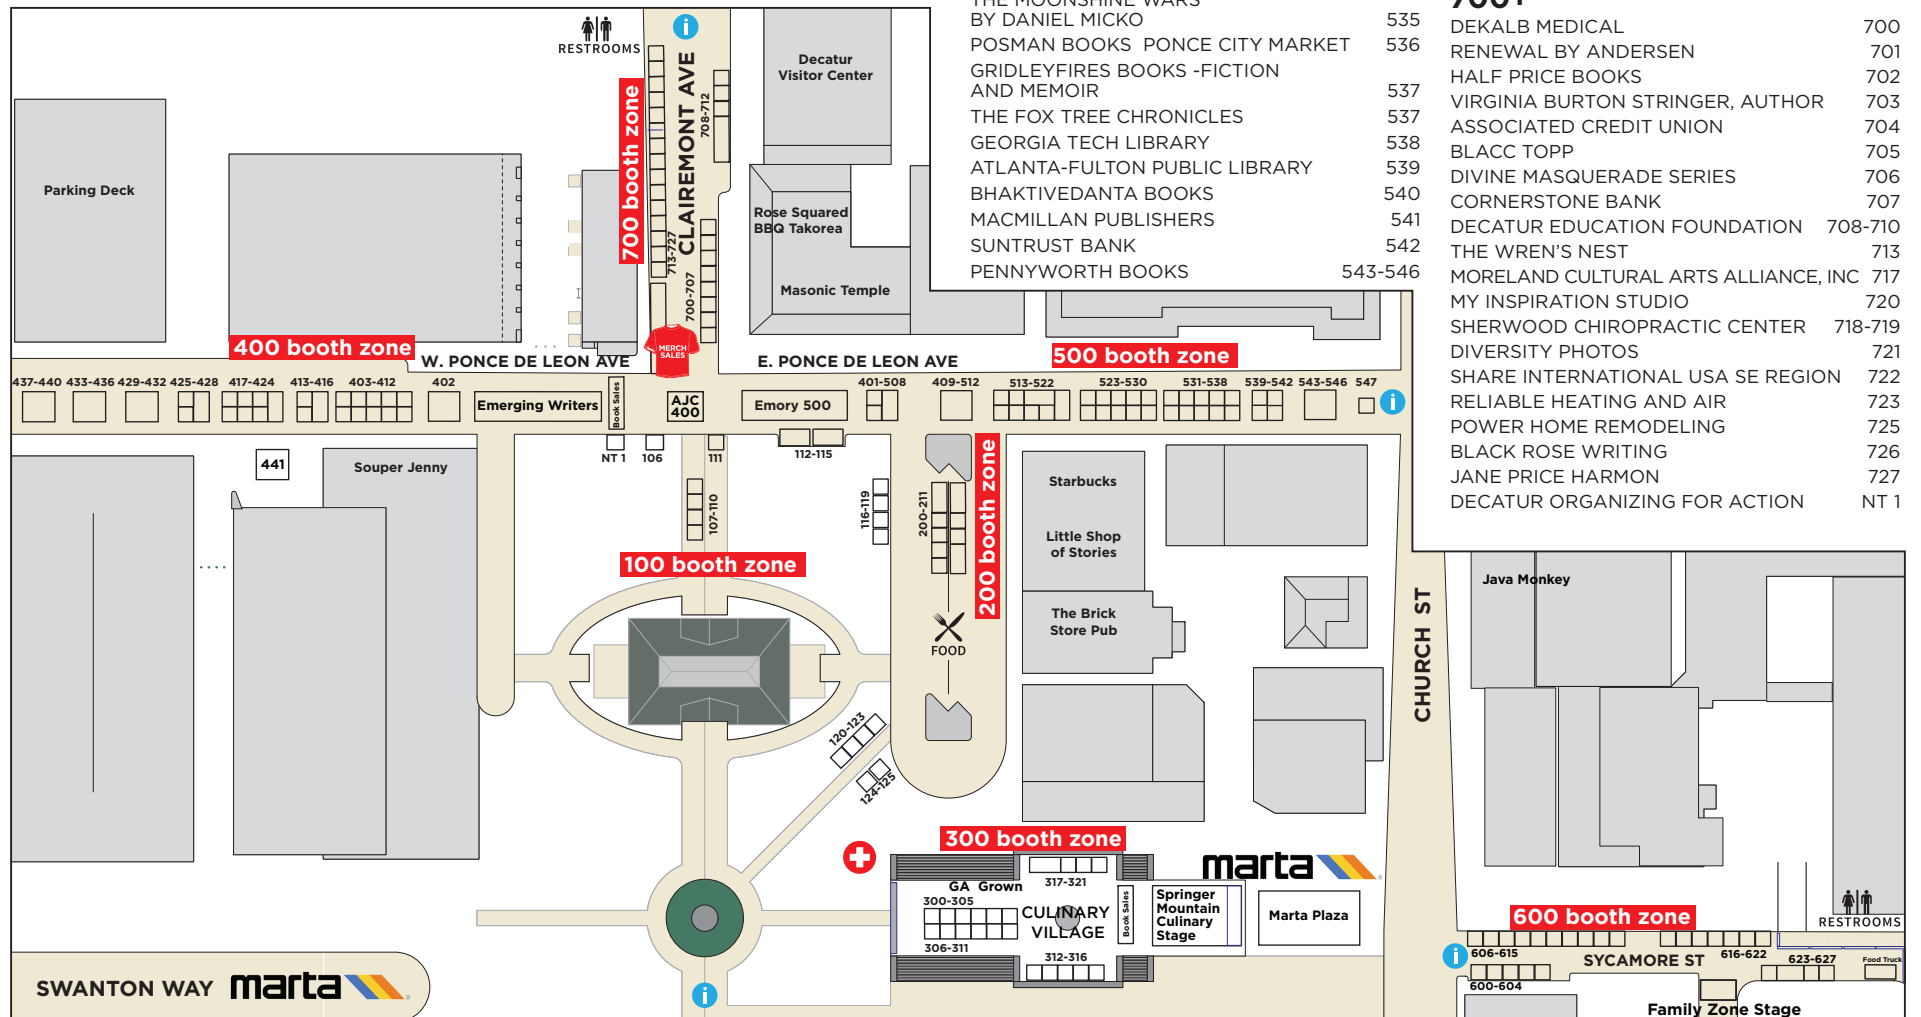 THE MOONSHINE WARS
BY DANIEL MICKO 535
POSMAN BOOKS PONCE CITY MARKET 536
GRIDLEYFIRES BOOKS -FICTION
AND MEMOIR 537
THE FOX TREE CHRONICLES 537
GEORGIA TECH LIBRARY 538
ATLANTA-FULTON PUBLIC LIBRARY 539
BHAKTIVEDANTA BOOKS 540
MACMILLAN PUBLISHERS 541
SUNTRUST BANK 542
PENNYWORTH BOOKS 543-546
700+
DEKALB MEDICAL 700
RENEWAL BY ANDERSEN 701
HALF PRICE BOOKS 702
VIRGINIA BURTON STRINGER, AUTHOR 703
ASSOCIATED CREDIT UNION 704
BLACC TOPP 705
DIVINE MASQUERADE SERIES 706
CORNERSTONE BANK 707
DECATUR EDUCATION FOUNDATION 708-710
THE WREN'S NEST 713
MORELAND CULTURAL ARTS ALLIANCE, INC 717
MY INSPIRATION STUDIO 720
SHERWOOD CHIROPRACTIC CENTER 718-719
DIVERSITY PHOTOS 721
SHARE INTERNATIONAL USA SE REGION 722
RELIABLE HEATING AND AIR 723
POWER HOME REMODELING 725
BLACK ROSE WRITING 726
JANE PRICE HARMON 727
DECATUR ORGANIZING FOR ACTION NT 1
RESTROOMS
i
CLAIREMONT AVE
700 booth zone
708-712
713-727
700-707
Decatur
Visitor Center
Parking Deck
Rose Squared
BBQ Takorea
Masonic Temple
MERCH
SALES
400 booth zone
W. PONCE DE LEON AVE
E. PONCE DE LEON AVE
500 booth zone
437-440 433-436 429-432 425-428 417-424 413-416 403-412 402
401-508 409-512 513-522 523-530 531-538 539-542 543-546 547
Emerging Writers
Book Sales
AJC
400
Emory 500
i
NT 1 106 111 112-115
441
Souper Jenny
107-110
116-119
200-211
200 booth zone
Starbucks
Little Shop
of Stories
The Brick
Store Pub
100 booth zone
FOOD
CHURCH ST
Java Monkey
120-123
124-125
300 booth zone
marta
GA Grown
317-321
300-305
CULINARY
VILLAGE
306-311
312-316
Book Sales
Springer
Mountain
Culinary
Stage
Marta Plaza
600 booth zone
RESTROOMS
i
606-615
SYCAMORE ST
616-622
623-627
Food Truck
600-604
Family Zone Stage
SWANTON WAY
marta
i